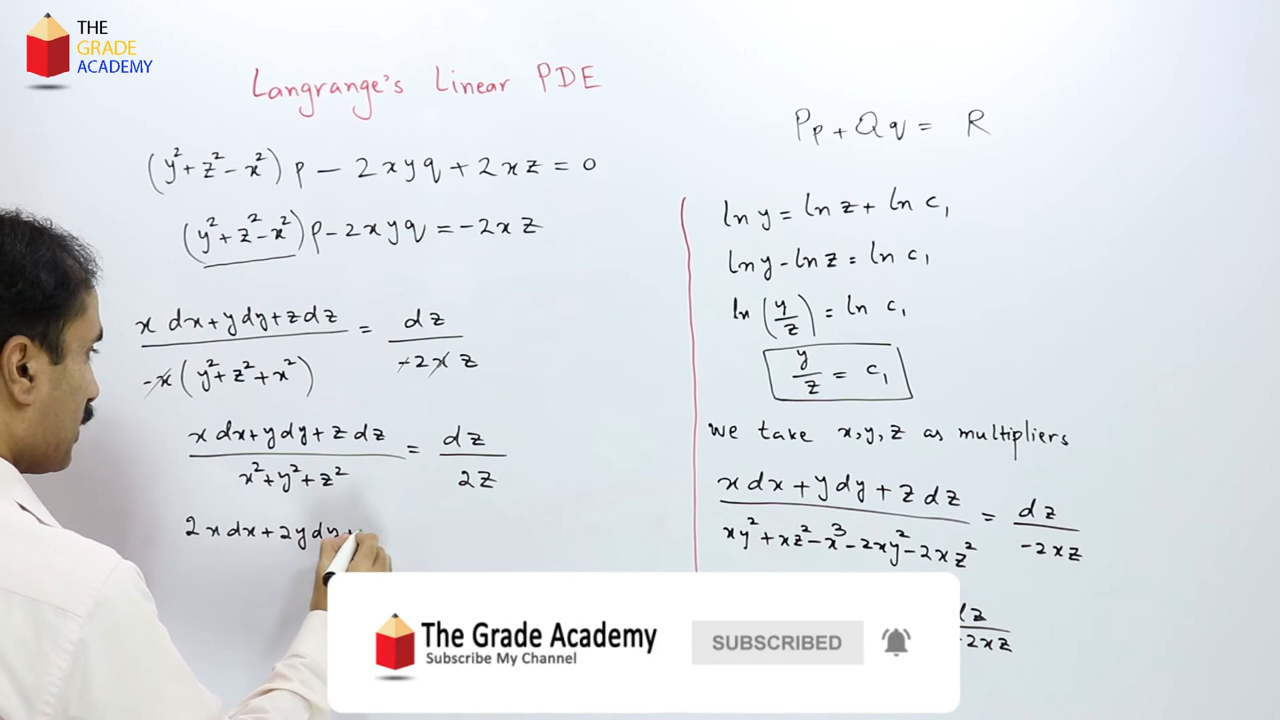 THE
GRADE
ACADEMY
Langrange's Linear PDE
(y²+z²-x²) p - 2xyq + 2xz = 0
(y²+z²-x²) p - 2xyq = -2xz
x dx + y dy + z dz / -x(y²+z²+x²) = dz / -2xz
x dx + y dy + z dz / x²+y²+z² = dz / 2z
2x dx + 2y dy
Pp + Qq = R
ln y = ln z + ln c₁
ln y - ln z = ln c₁
ln (y/z) = ln c₁
y/z = c₁
we take x, y, z as multipliers
x dx + y dy + z dz / xy²+xz²-x³-2xy²-2xz² = dz / -2xz
dz / -2xz
The Grade Academy
Subscribe My Channel
SUBSCRIBED